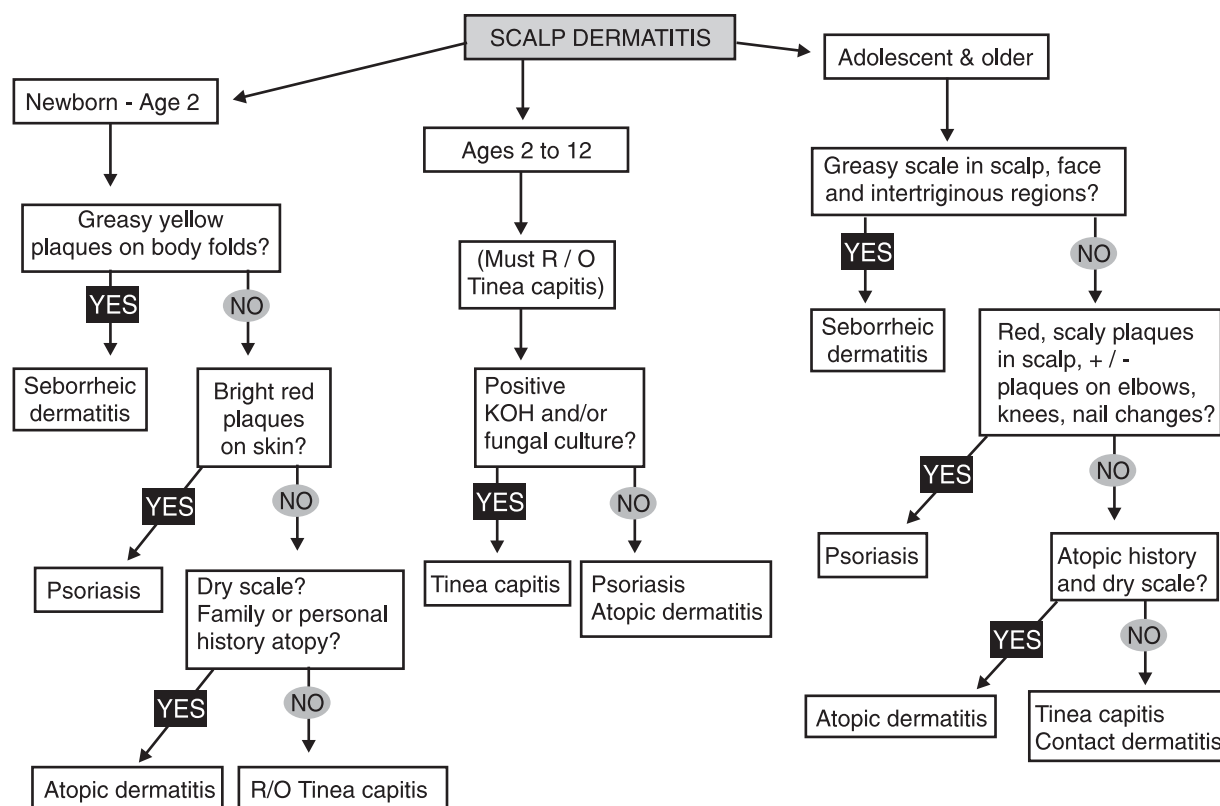 SCALP DERMATITIS
Newborn - Age 2
Greasy yellow
plaques on body folds?
YES
NO
Seborrheic
dermatitis
Bright red
plaques
on skin?
YES
NO
Psoriasis
Dry scale?
Family or personal
history atopy?
YES
NO
Atopic dermatitis
R/O Tinea capitis
Ages 2 to 12
(Must R / O
Tinea capitis)
Positive
KOH and/or
fungal culture?
YES
NO
Tinea capitis
Psoriasis
Atopic dermatitis
Adolescent & older
Greasy scale in scalp, face
and intertriginous regions?
YES
NO
Seborrheic
dermatitis
Red, scaly plaques
in scalp, + / -
plaques on elbows,
knees, nail changes?
YES
NO
Psoriasis
Atopic history
and dry scale?
YES
NO
Atopic dermatitis
Tinea capitis
Contact dermatitis